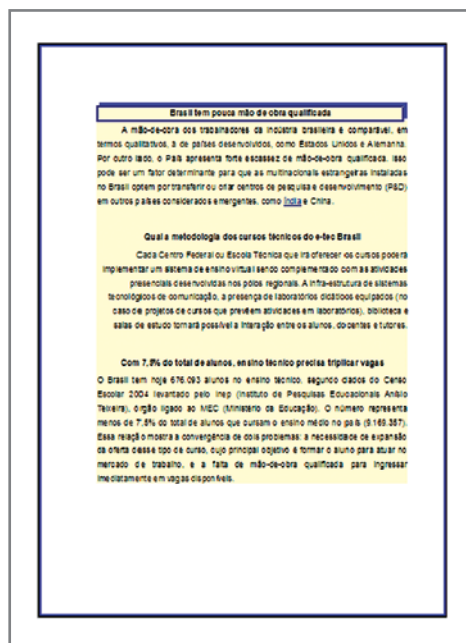 Brasil tem pouca mão de obra qualificada
A mão-de-obra dos trabalhadores da indústria brasileira é comparável, em
termos qualitativos, à de países desenvolvidos, como Estados Unidos e Alemanha.
Por outro lado, o País apresenta forte escassez de mão-de-obra qualificada. Isso
pode ser um fator determinante para que as multinacionais estrangeiras instaladas
no Brasil optem por transferir ou criar centros de pesquisa e desenvolvimento (P&D)
em outros países considerados emergentes, como Índia e China.
Qual a metodologia dos cursos técnicos do e-tec Brasil
Cada Centro Federal ou Escola Técnica que irá oferecer os cursos poderá
implementar um sistema de ensino virtual sendo complementado com as atividades
presenciais desenvolvidas nos pólos regionais. A infra-estrutura de sistemas
tecnológicos de comunicação, a presença de laboratórios didáticos equipados (no
caso de projetos de cursos que prevêem atividades em laboratórios), biblioteca e
salas de estudo tornará possível a interação entre os alunos, docentes e tutores.
Com 7,8% do total de alunos, ensino técnico precisa triplicar vagas
O Brasil tem hoje 676.093 alunos no ensino técnico, segundo dados do Censo
Escolar 2004 levantado pelo Inep (Instituto de Pesquisas Educacionais Anísio
Teixeira), órgão ligado ao MEC (Ministério da Educação). O número representa
menos de 7,8% do total de alunos que cursam o ensino médio no país (9.169.357).
Essa relação mostra a convergência de dois problemas: a necessidade de expansão
da oferta desse tipo de curso, cujo principal objetivo é formar o aluno para atuar no
mercado de trabalho, e a falta de mão-de-obra qualificada para ingressar
imediatamente em vagas disponíveis.